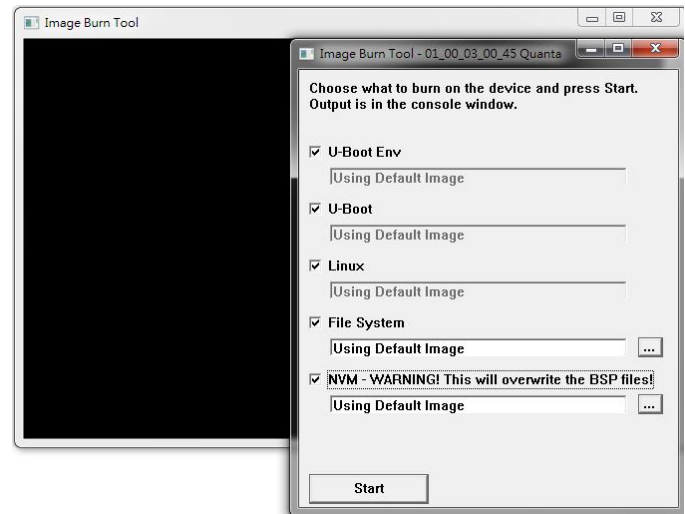 Image Burn Tool
Image Burn Tool - 01_00_03_00_45 Quanta
Choose what to burn on the device and press Start.
Output is in the console window.
U-Boot Env
Using Default Image
U-Boot
Using Default Image
Linux
Using Default Image
File System
Using Default Image
...
NVM - WARNING! This will overwrite the BSP files!
Using Default Image
...
Start